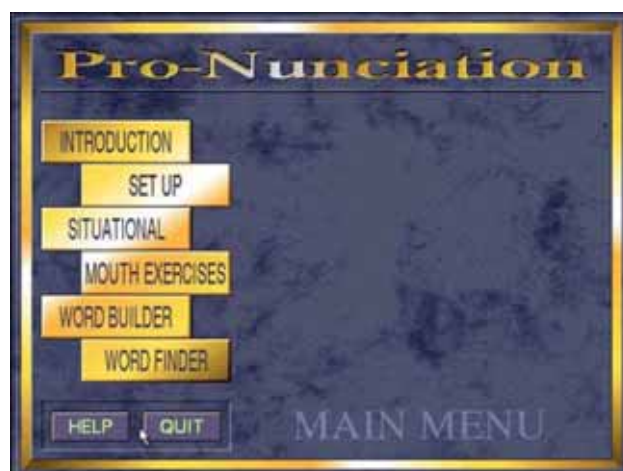 Pro-Nunciation
INTRODUCTION
SET UP
SITUATIONAL
MOUTH EXERCISES
WORD BUILDER
WORD FINDER
HELP QUIT
MAIN MENU